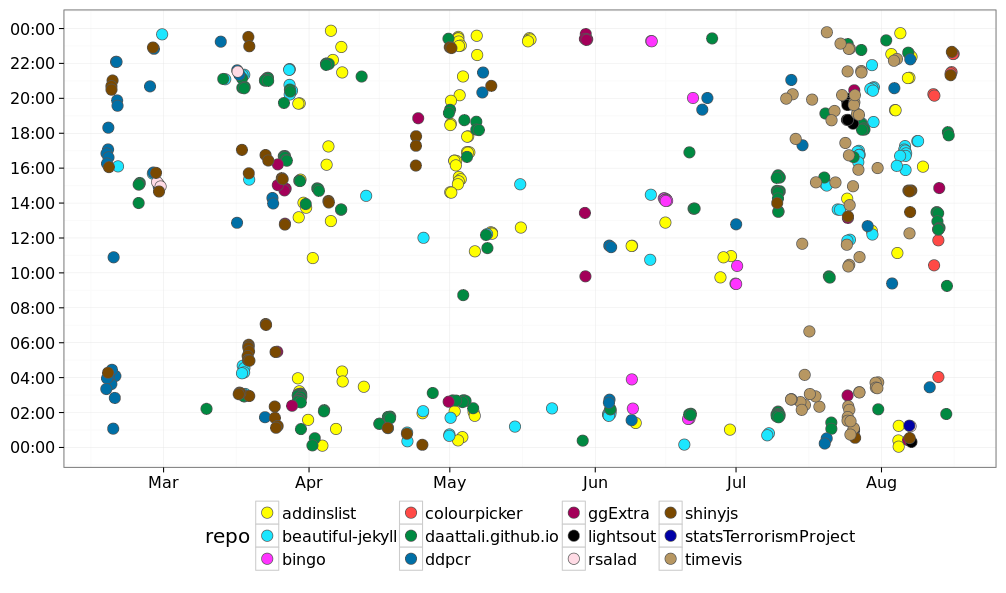 00:00
22:00
20:00
18:00
16:00
14:00
12:00
10:00
08:00
06:00
04:00
02:00
00:00
Mar Apr May Jun Jul Aug
repo
addinslist colourpicker ggExtra shinyjs
beautiful-jekyll daattali.github.io lightsout statsTerrorismProject
bingo ddpcr rsalad timevis